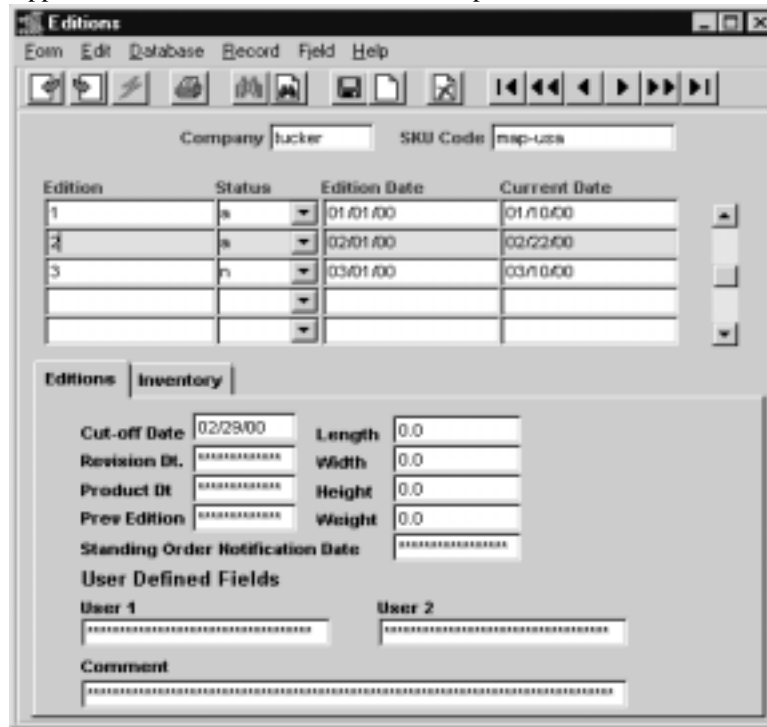 Editions
Form Edit Database Record Field Help
Company tucker SKU Code map-usa
Edition Status Edition Date Current Date
1 a 01/01/00 01/10/00
2 a 02/01/00 02/22/00
3 n 03/01/00 03/10/00
Editions Inventory
Cut-off Date 02/29/00 Length 0.0
Revision Dt. ************* Width 0.0
Product Dt ************* Height 0.0
Prev Edition ************* Weight 0.0
Standing Order Notification Date *****************
User Defined Fields
User 1 User 2
*********************************** ***********************************
Comment